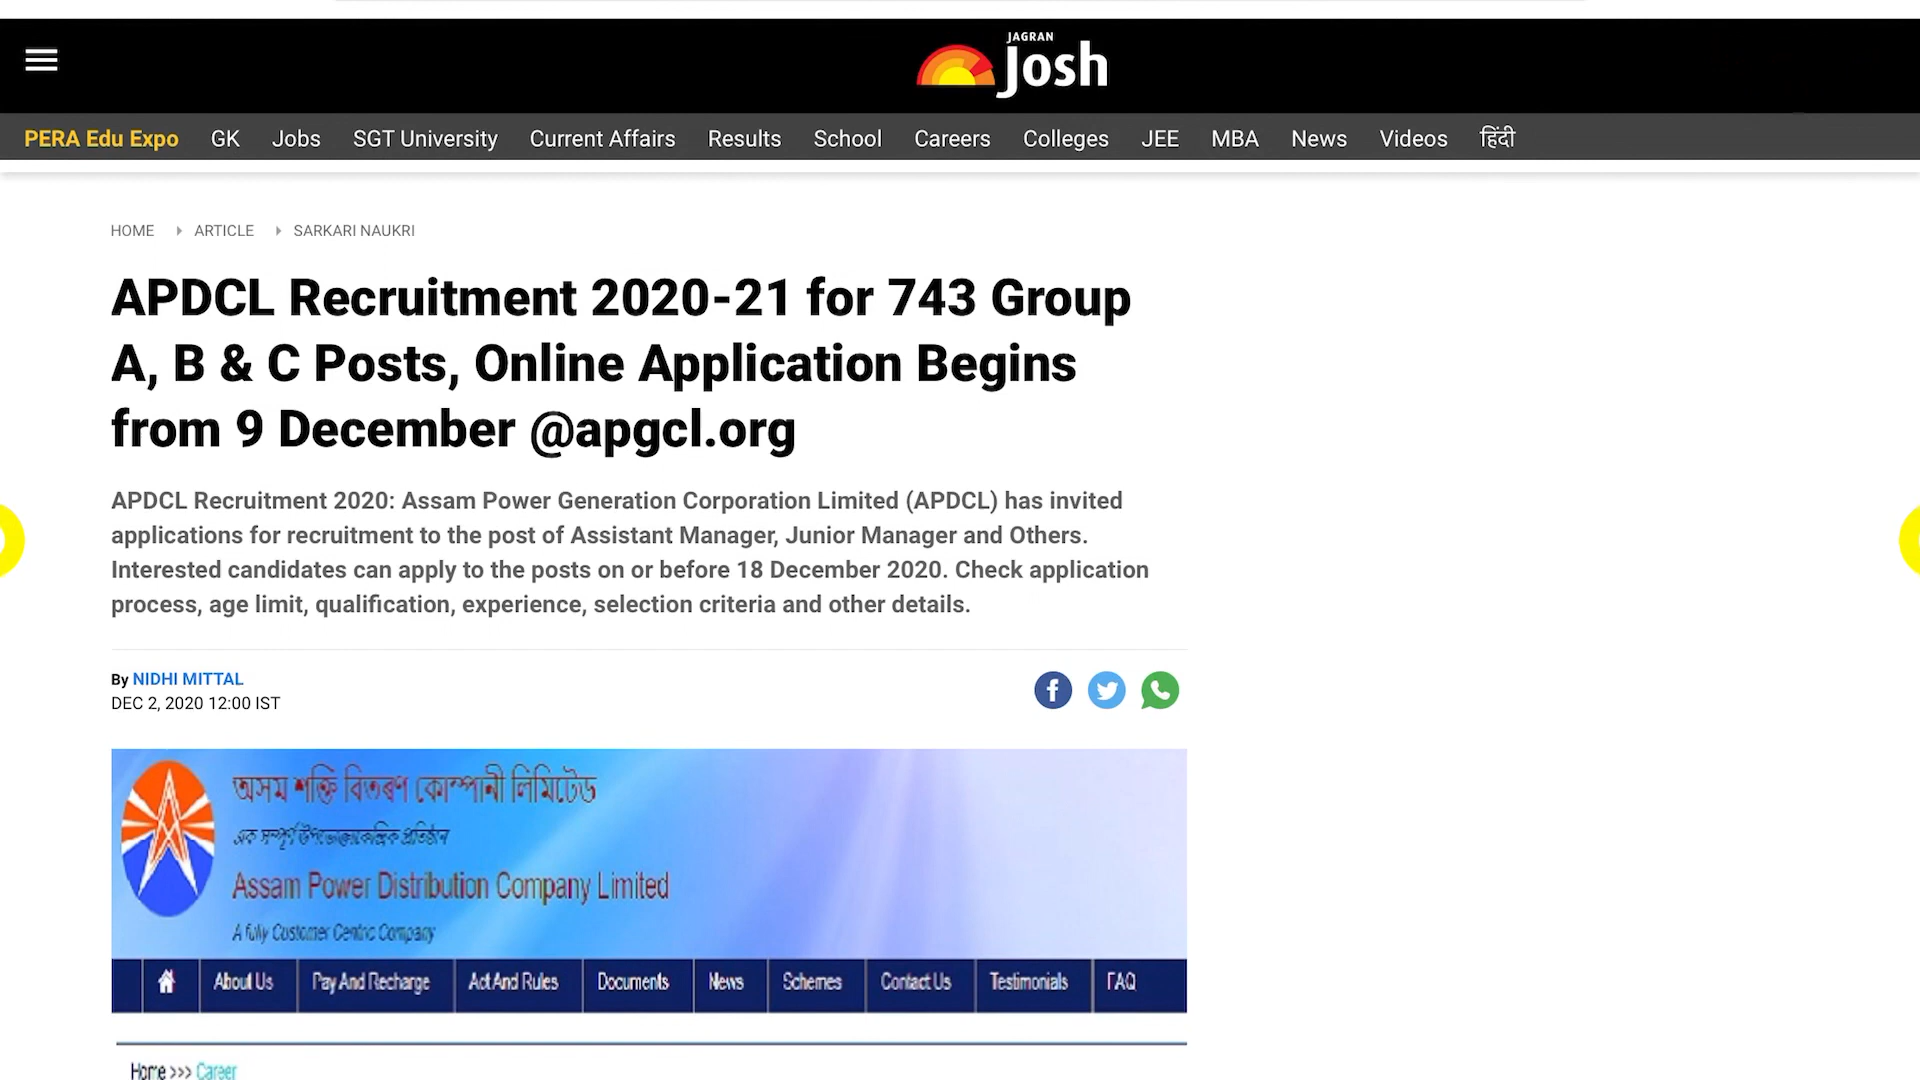 JAGRAN
Josh
PERA Edu Expo GK Jobs SGT University Current Affairs Results School Careers Colleges JEE MBA News Videos हिंदी
HOME ARTICLE SARKARI NAUKRI
APDCL Recruitment 2020-21 for 743 Group
A, B & C Posts, Online Application Begins
from 9 December @apgcl.org
APDCL Recruitment 2020: Assam Power Generation Corporation Limited (APDCL) has invited
applications for recruitment to the post of Assistant Manager, Junior Manager and Others.
Interested candidates can apply to the posts on or before 18 December 2020. Check application
process, age limit, qualification, experience, selection criteria and other details.
By NIDHI MITTAL
DEC 2, 2020 12:00 IST
অসম শক্তি বিতৰণ কোম্পানী লিমিটেড
এক সম্পূৰ্ণ উপভোক্তাকেন্দ্ৰিক প্ৰতিষ্ঠান
Assam Power Distribution Company Limited
A fully Customer Centric Company
About Us Pay And Recharge Act And Rules Documents News Schemes Contact Us Testimonials FAQ
Home >>> Career